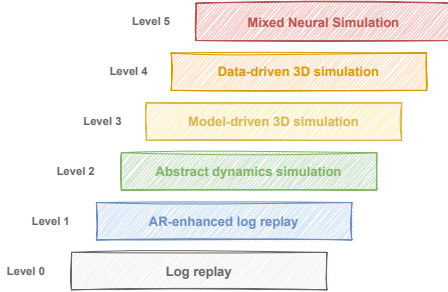 Level 5 Mixed Neural Simulation
Level 4 Data-driven 3D simulation
Level 3 Model-driven 3D simulation
Level 2 Abstract dynamics simulation
Level 1 AR-enhanced log replay
Level 0 Log replay